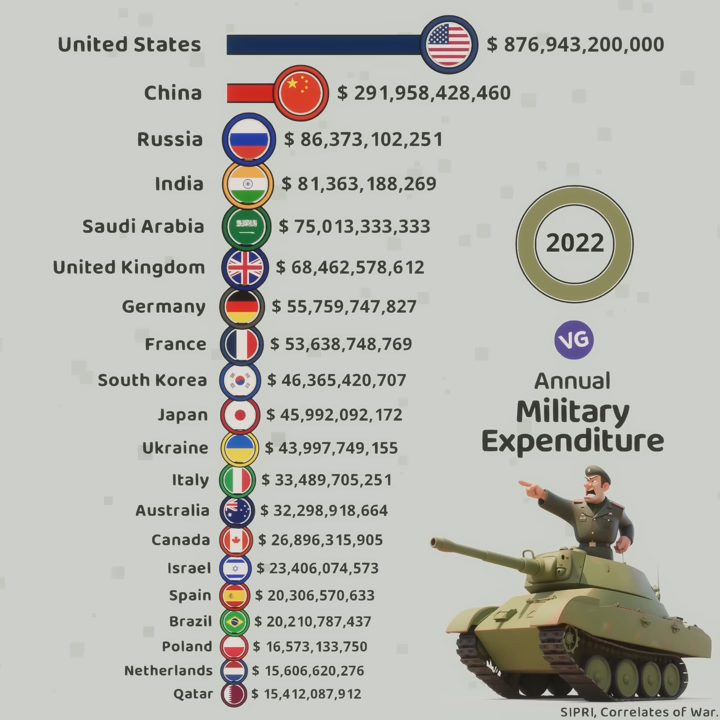 United States $ 876,943,200,000
China $ 291,958,428,460
Russia $ 86,373,102,251
India $ 81,363,188,269
Saudi Arabia $ 75,013,333,333
United Kingdom $ 68,462,578,612
Germany $ 55,759,747,827
France $ 53,638,748,769
South Korea $ 46,365,420,707
Japan $ 45,992,092,172
Ukraine $ 43,997,749,155
Italy $ 33,489,705,251
Australia $ 32,298,918,664
Canada $ 26,896,315,905
Israel $ 23,406,074,573
Spain $ 20,306,570,633
Brazil $ 20,210,787,437
Poland $ 16,573,133,750
Netherlands $ 15,606,620,276
Qatar $ 15,412,087,912
2022
VG
Annual
Military
Expenditure
SIPRI, Correlates of War.